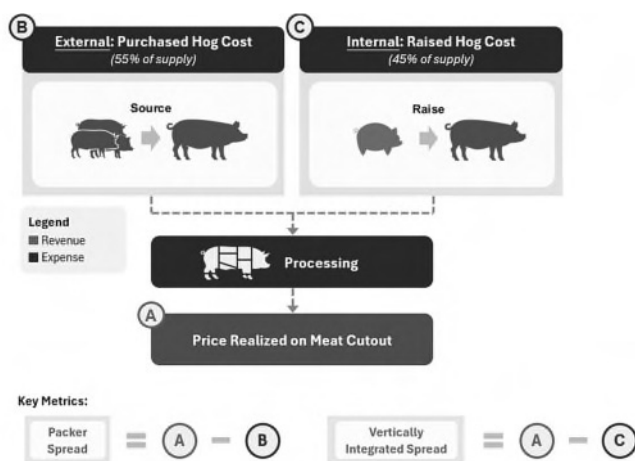 B
External: Purchased Hog Cost
(55% of supply)
Source
C
Internal: Raised Hog Cost
(45% of supply)
Raise
Legend
Revenue
Expense
Processing
A
Price Realized on Meat Cutout
Key Metrics:
Packer
Spread
= A – B
Vertically
Integrated Spread
= A – C